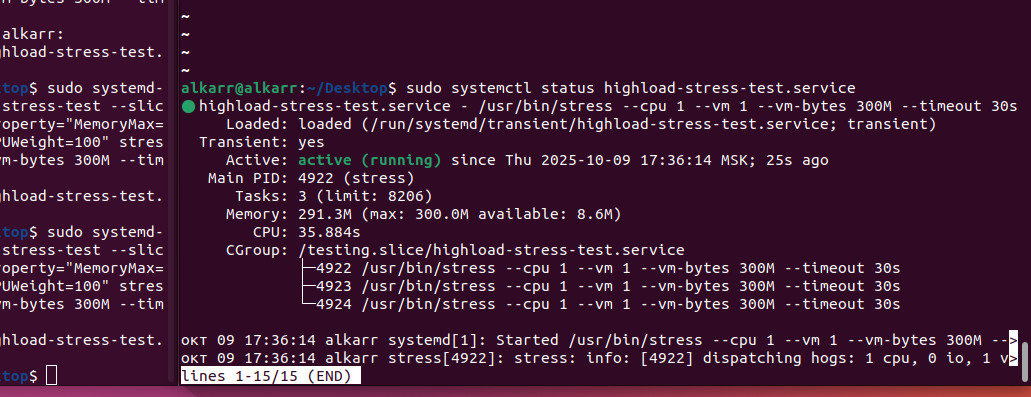 alkarr:
ghload-stress-test.
top$ sudo systemd-
stress-test --slic
operty="MemoryMax=
PUWeight=100" stres
vm-bytes 300M --tim
ghload-stress-test.
top$ sudo systemd-
stress-test --slic
operty="MemoryMax=
PUWeight=100" stres
vm-bytes 300M --tim
ghload-stress-test.
top$
~
~
~
~
alkarr@alkarr:~/Desktop$ sudo systemctl status highload-stress-test.service
● highload-stress-test.service - /usr/bin/stress --cpu 1 --vm 1 --vm-bytes 300M --timeout 30s
Loaded: loaded (/run/systemd/transient/highload-stress-test.service; transient)
Transient: yes
Active: active (running) since Thu 2025-10-09 17:36:14 MSK; 25s ago
Main PID: 4922 (stress)
Tasks: 3 (limit: 8206)
Memory: 291.3M (max: 300.0M available: 8.6M)
CPU: 35.884s
CGroup: /testing.slice/highload-stress-test.service
├─4922 /usr/bin/stress --cpu 1 --vm 1 --vm-bytes 300M --timeout 30s
├─4923 /usr/bin/stress --cpu 1 --vm 1 --vm-bytes 300M --timeout 30s
└─4924 /usr/bin/stress --cpu 1 --vm 1 --vm-bytes 300M --timeout 30s
окт 09 17:36:14 alkarr systemd[1]: Started /usr/bin/stress --cpu 1 --vm 1 --vm-bytes 300M -->
окт 09 17:36:14 alkarr stress[4922]: stress: info: [4922] dispatching hogs: 1 cpu, 0 io, 1 v>
lines 1-15/15 (END)